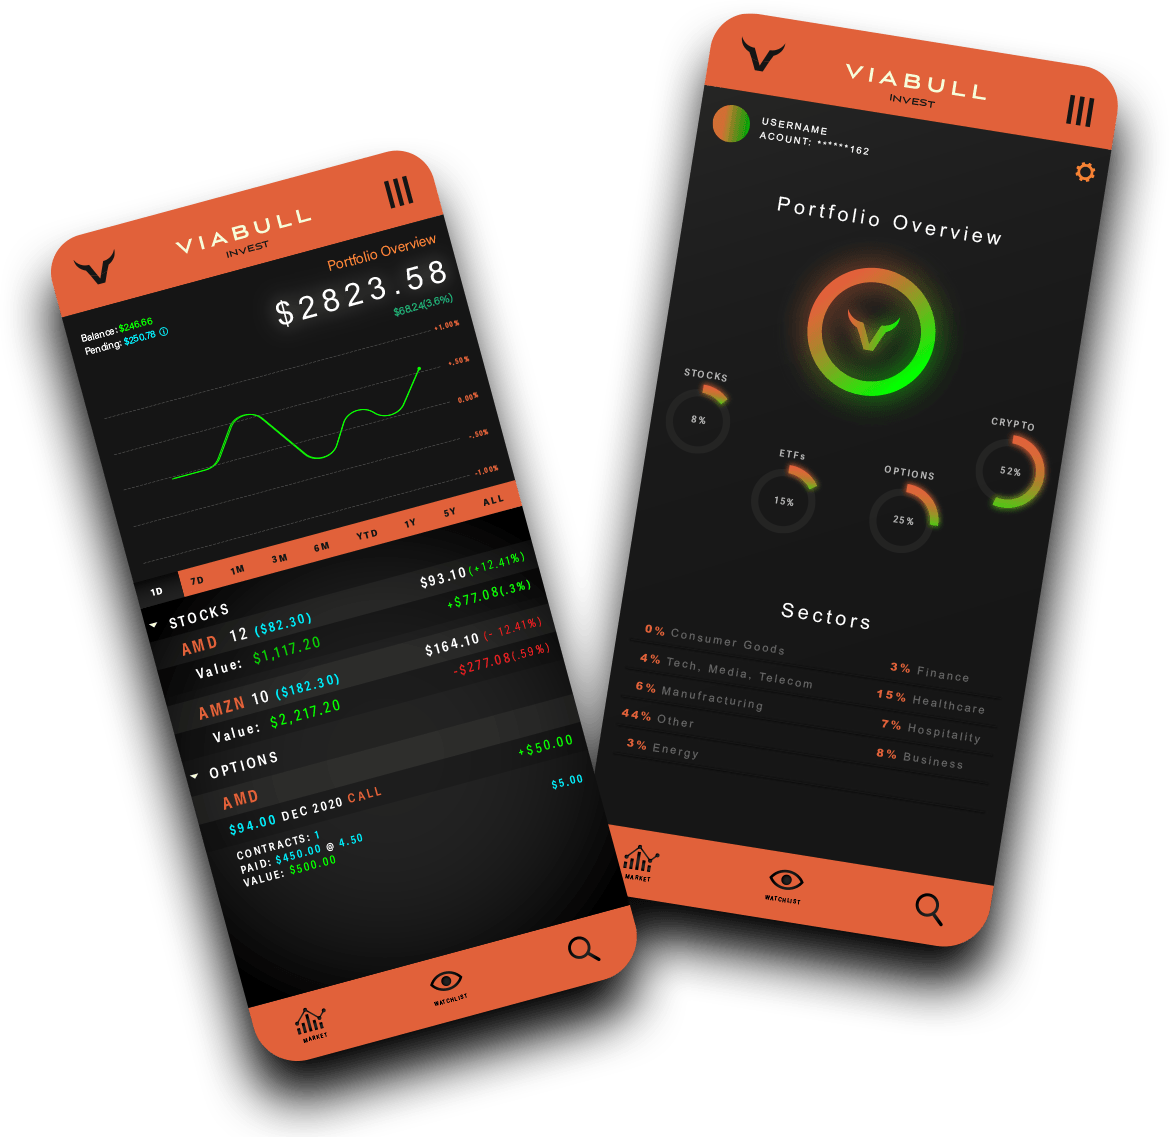 VIABULL
INVEST
Portfolio Overview
$2823.58
$68.24(3.6%)
Balance: $246.66
Pending: $250.78
+1.00%
+.50%
0.00%
-.50%
-1.00%
1D 7D 1M 3M 6M YTD 1Y 5Y ALL
STOCKS
AMD 12 ($82.30) $93.10 (+12.41%)
Value: $1,117.20 +$77.08(.3%)
AMZN 10 ($182.30) $164.10 (- 12.41%)
Value: $2,217.20 -$277.08(.59%)
OPTIONS
AMD
$94.00 DEC 2020 CALL +$50.00
CONTRACTS: 1 $5.00
PAID: $450.00 @ 4.50
VALUE: $500.00
MARKET
WATCHLIST
VIABULL
INVEST
USERNAME
ACOUNT: ******162
Portfolio Overview
STOCKS
8%
ETFs
15%
OPTIONS
25%
CRYPTO
52%
Sectors
0% Consumer Goods
4% Tech, Media, Telecom
6% Manufracturing
44% Other
3% Energy
3% Finance
15% Healthcare
7% Hospitality
8% Business
MARKET
WATCHLIST